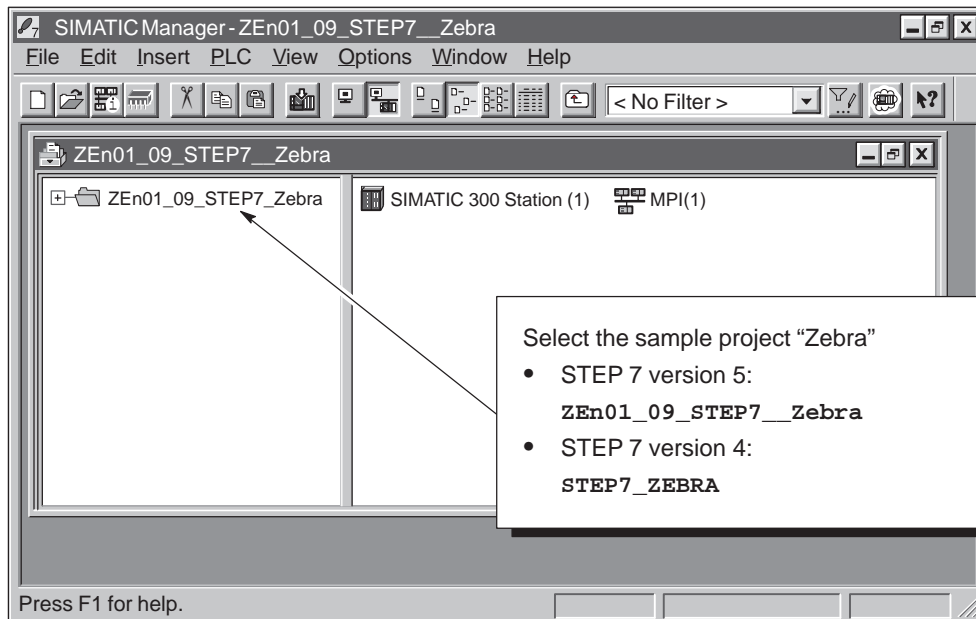 SIMATIC Manager - ZEn01_09_STEP7__Zebra
File Edit Insert PLC View Options Window Help
< No Filter >
ZEn01_09_STEP7__Zebra
ZEn01_09_STEP7_Zebra
SIMATIC 300 Station (1) MPI(1)
Select the sample project “Zebra”
• STEP 7 version 5:
ZEn01_09_STEP7__Zebra
• STEP 7 version 4:
STEP7_ZEBRA
Press F1 for help.